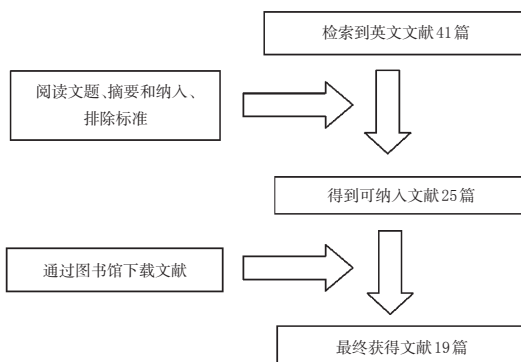 检索到英文文献41篇
阅读文题、摘要和纳入、
排除标准
得到可纳入文献25篇
通过图书馆下载文献
最终获得文献19篇